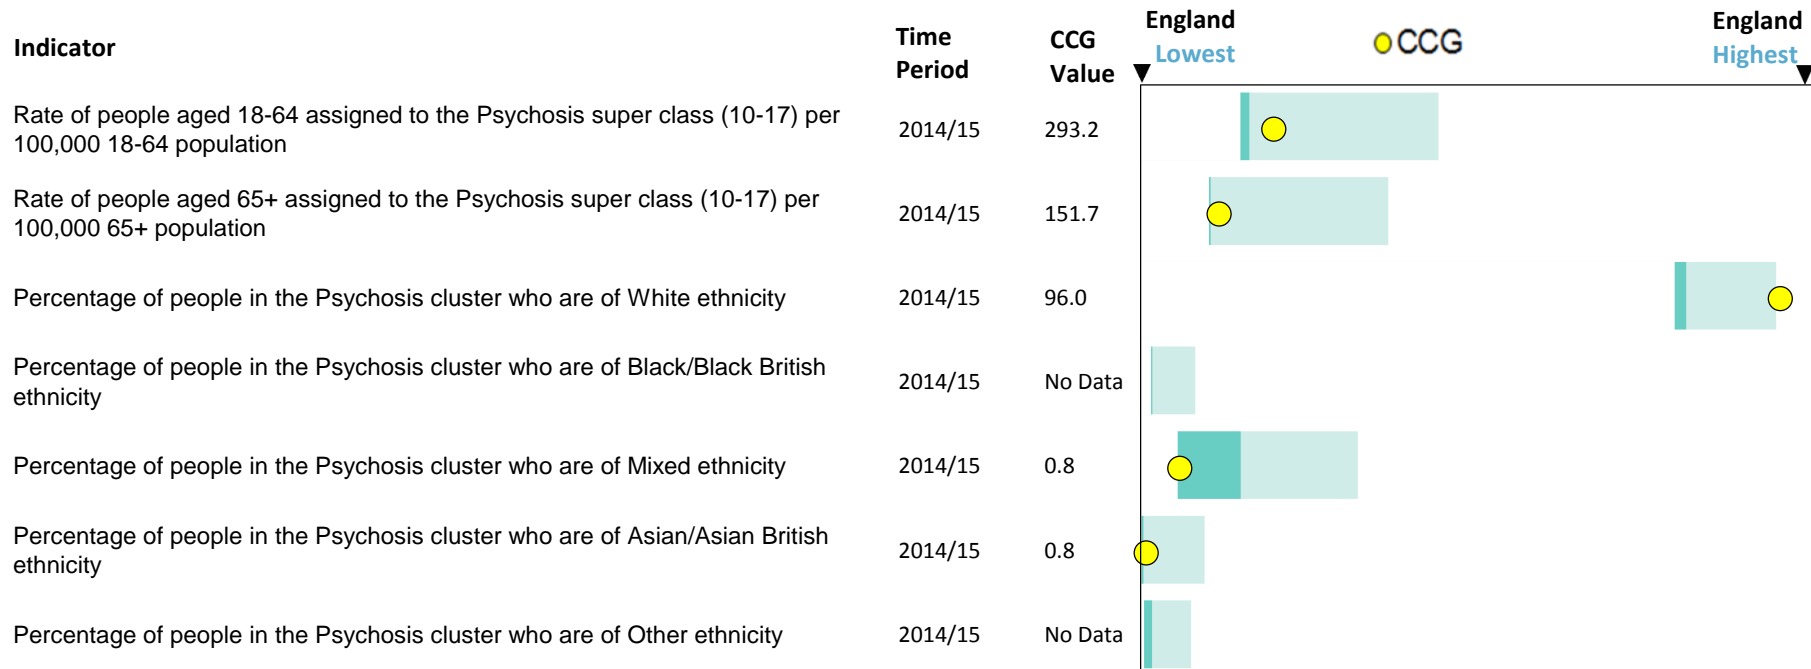 Indicator
Time
Period
CCG
Value
England
Lowest
CCG
England
Highest
Rate of people aged 18-64 assigned to the Psychosis super class (10-17) per
100,000 18-64 population
2014/15
293.2
Rate of people aged 65+ assigned to the Psychosis super class (10-17) per
100,000 65+ population
2014/15
151.7
Percentage of people in the Psychosis cluster who are of White ethnicity
2014/15
96.0
Percentage of people in the Psychosis cluster who are of Black/Black British
ethnicity
2014/15
No Data
Percentage of people in the Psychosis cluster who are of Mixed ethnicity
2014/15
0.8
Percentage of people in the Psychosis cluster who are of Asian/Asian British
ethnicity
2014/15
0.8
Percentage of people in the Psychosis cluster who are of Other ethnicity
2014/15
No Data